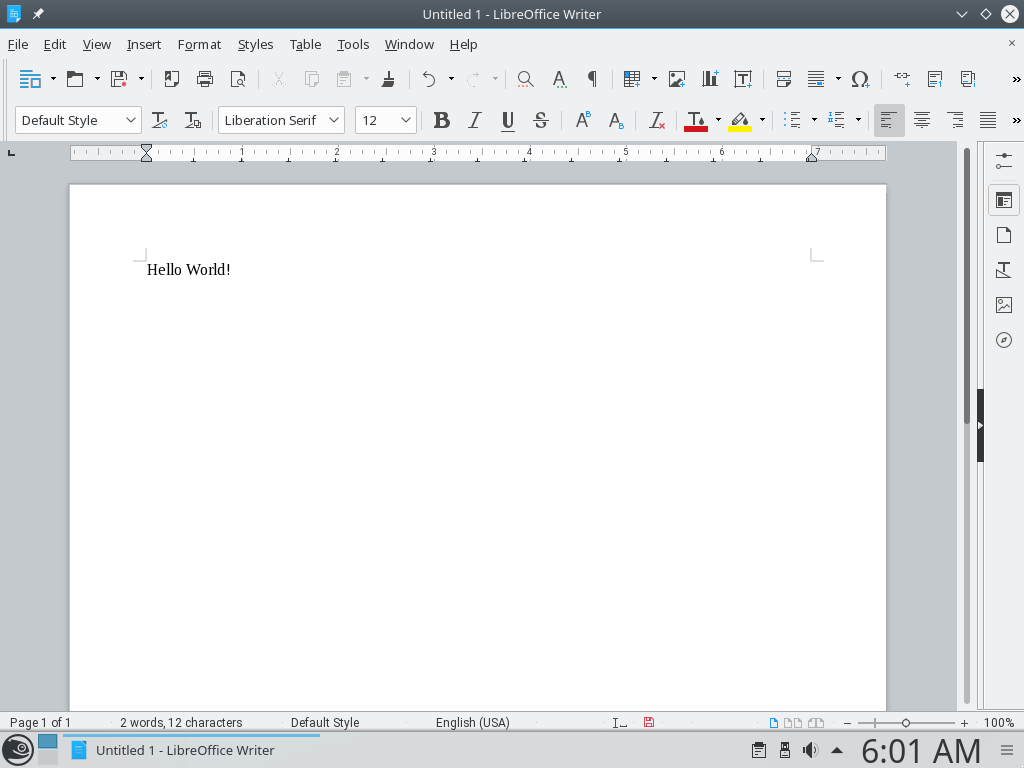 Untitled 1 - LibreOffice Writer
File Edit View Insert Format Styles Table Tools Window Help
Default Style Liberation Serif 12
1 2 3 4 5 6 7
Hello World!
Page 1 of 1 2 words, 12 characters Default Style English (USA) 100%
Untitled 1 - LibreOffice Writer 6:01 AM